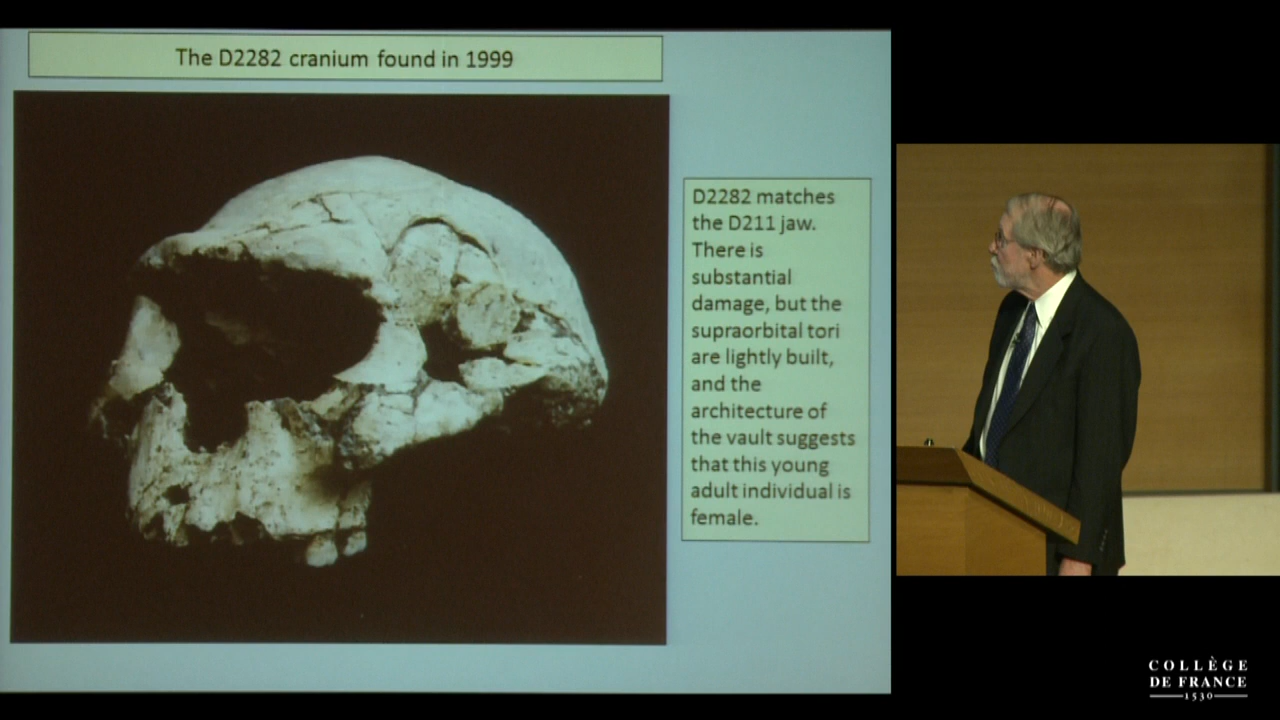 The D2282 cranium found in 1999
D2282 matches
the D211 jaw.
There is
substantial
damage, but the
supraorbital tori
are lightly built,
and the
architecture of
the vault suggests
that this young
adult individual is
female.
COLLÈGE
DE FRANCE
1530